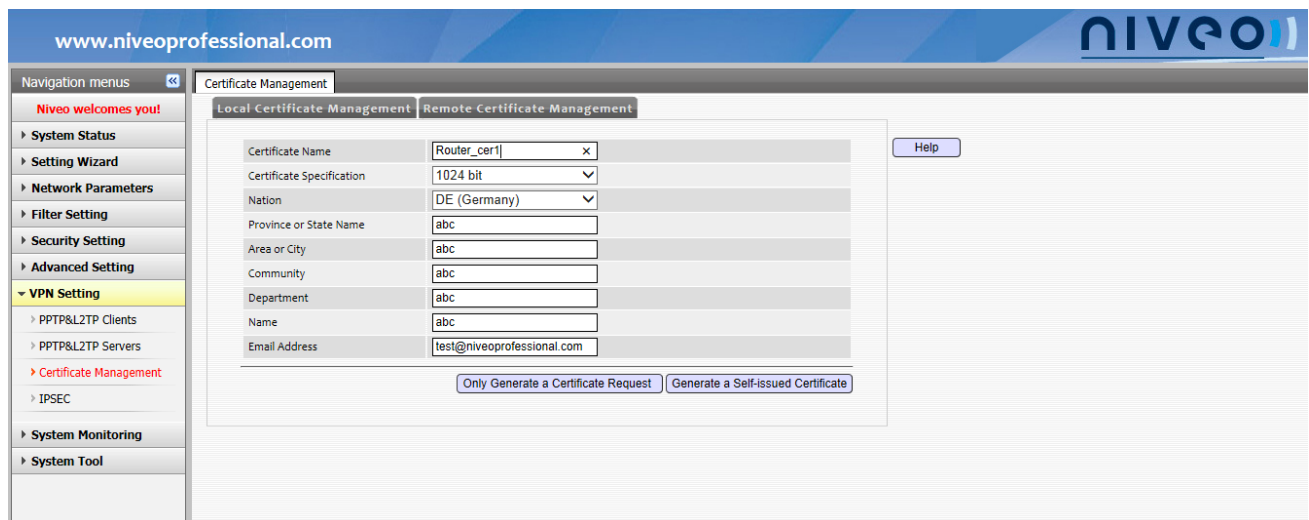 www.niveoprofessional.com
niveo
Navigation menus «
Certificate Management
Niveo welcomes you!
Local Certificate Management Remote Certificate Management
System Status
Setting Wizard
Network Parameters
Filter Setting
Security Setting
Advanced Setting
VPN Setting
PPTP&L2TP Clients
PPTP&L2TP Servers
Certificate Management
IPSEC
System Monitoring
System Tool
Certificate Name Router_cer1 x
Certificate Specification 1024 bit
Nation DE (Germany)
Province or State Name abc
Area or City abc
Community abc
Department abc
Name abc
Email Address test@niveoprofessional.com
Only Generate a Certificate Request Generate a Self-issued Certificate
Help